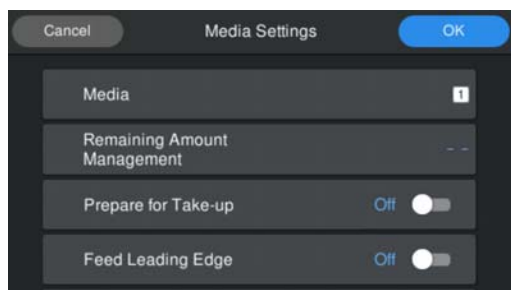 Cancel Media Settings OK
Media 1
Remaining Amount
Management - -
Prepare for Take-up Off
Feed Leading Edge Off